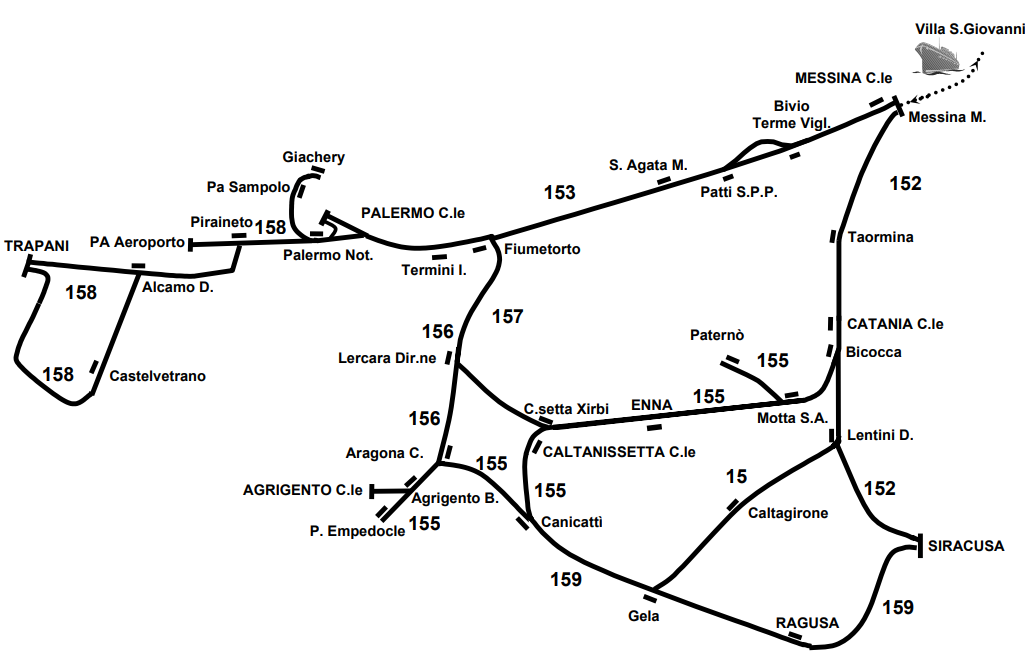 Villa S.Giovanni
MESSINA C.le
Bivio
Terme Vigl.
Messina M.
Giachery
S. Agata M.
Pa Sampolo
153
Patti S.P.P.
152
PALERMO C.le
Piraineto
158
Taormina
TRAPANI
PA Aeroporto
Palermo Not.
Fiumetorto
Termini I.
Alcamo D.
158
157
CATANIA C.le
156
Paternò
Bicocca
Lercara Dir.ne
155
158
Castelvetrano
155
C.setta Xirbi
ENNA
156
Motta S.A.
Lentini D.
Aragona C.
CALTANISSETTA C.le
155
15
AGRIGENTO C.le
155
152
Agrigento B.
Caltagirone
P. Empedocle
155
Canicattì
SIRACUSA
159
159
Gela
RAGUSA